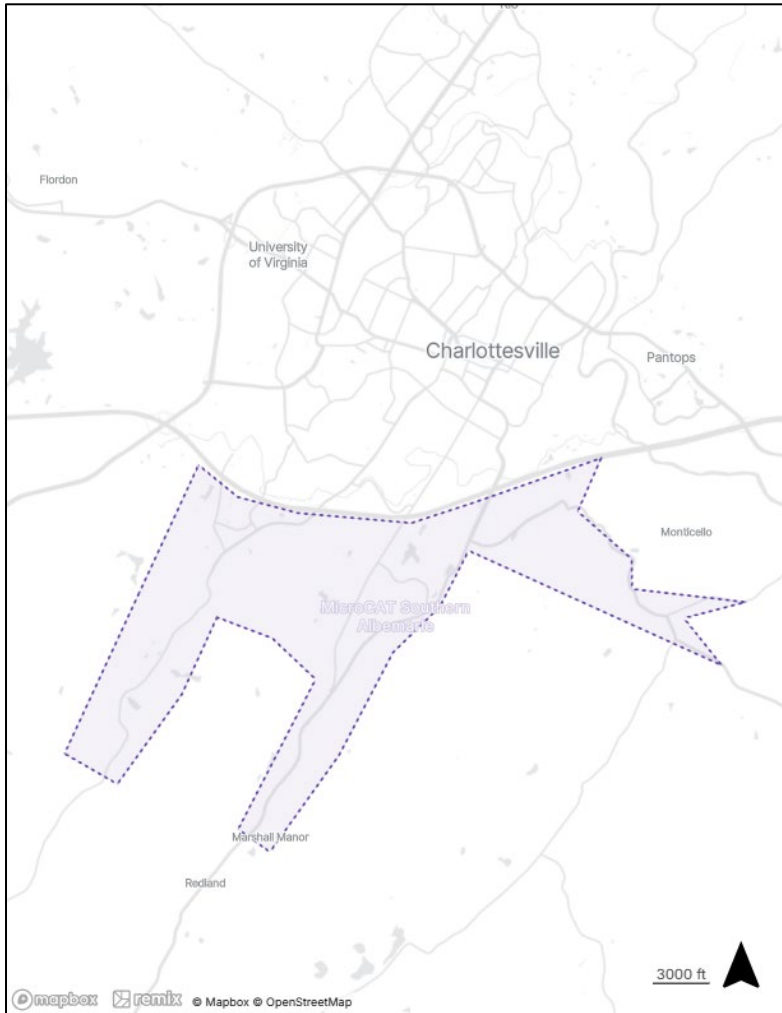 Rio
Flordon
University
of Virginia
Charlottesville
Pantops
Monticello
MicroCAT Southern
Albemarle
Marshall Manor
Redland
3000 ft
mapbox remix © Mapbox © OpenStreetMap